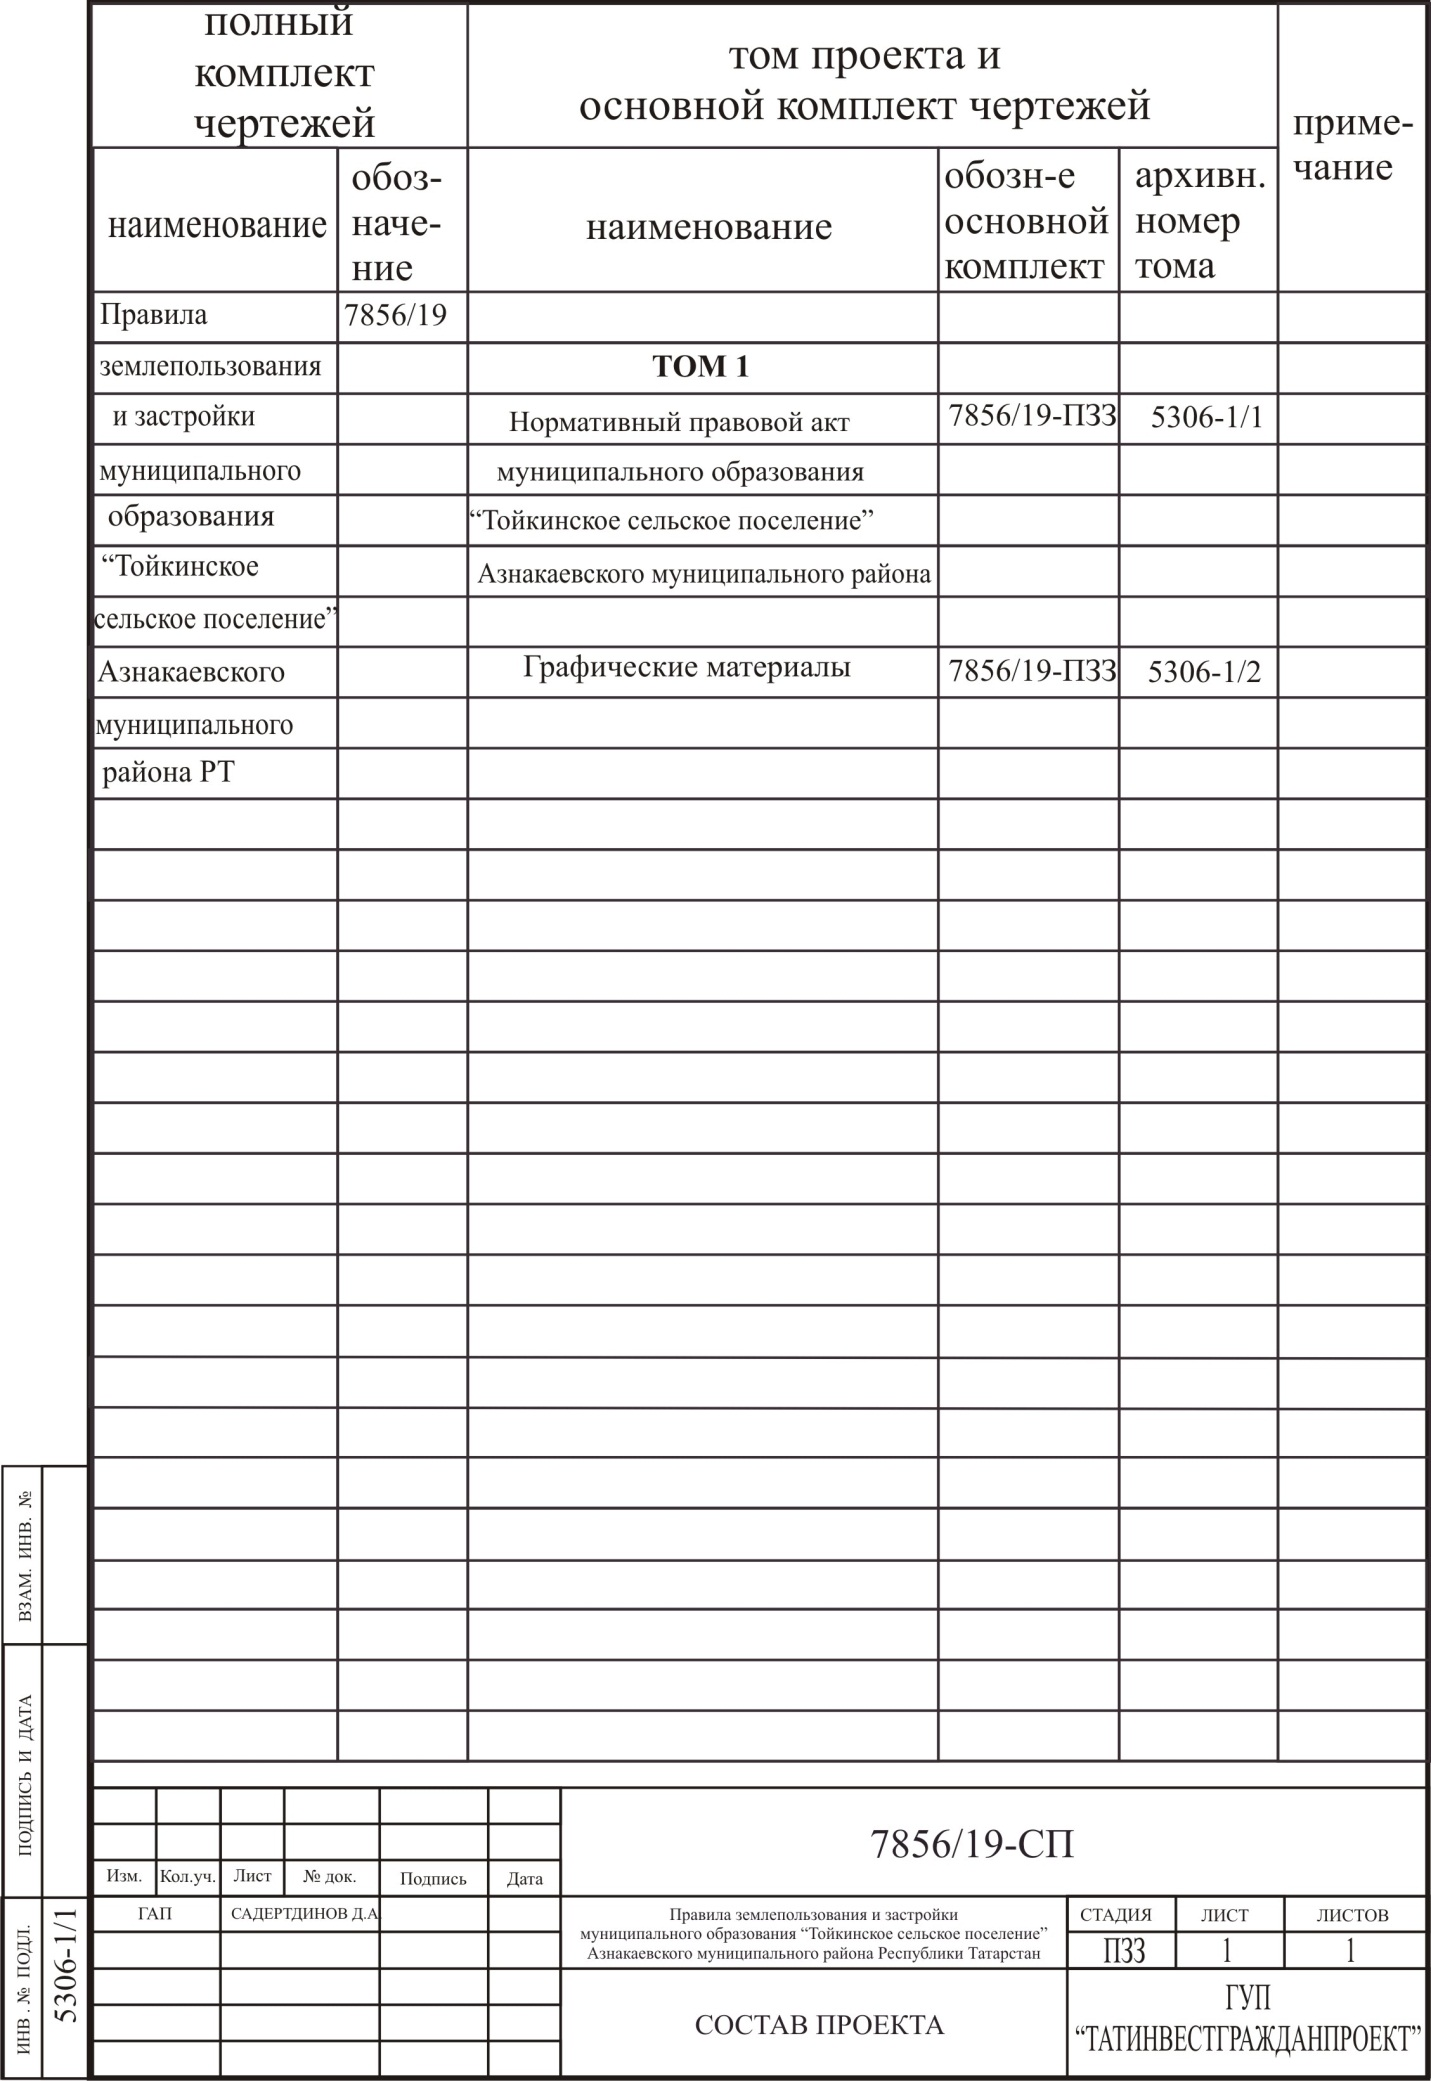 полный
комплект
чертежей
том проекта и
основной комплект чертежей
приме-
чание
наименование
обоз-
наче-
ние
наименование
обозн-е
основной
комплект
архивн.
номер
тома
Правила 7856/19
землепользования ТОМ 1
и застройки Нормативный правовой акт 7856/19-ПЗЗ 5306-1/1
муниципального муниципального образования
образования “Тойкинское сельское поселение”
“Тойкинское Азнакаевского муниципального района
сельское поселение”
Азнакаевского Графические материалы 7856/19-ПЗЗ 5306-1/2
муниципального
района РТ
ВЗАМ. ИНВ. №
ПОДПИСЬ И ДАТА
ИНВ . № ПОДЛ.
5306-1/1
7856/19-СП
Изм. Кол.уч. Лист № док. Подпись Дата
ГАП САДЕРТДИНОВ Д.А.
Правила землепользования и застройки
муниципального образования “Тойкинское сельское поселение”
Азнакаевского муниципального района Республики Татарстан
СТАДИЯ ЛИСТ ЛИСТОВ
ПЗЗ 1 1
СОСТАВ ПРОЕКТА
ГУП
“ТАТИНВЕСТГРАЖДАНПРОЕКТ”